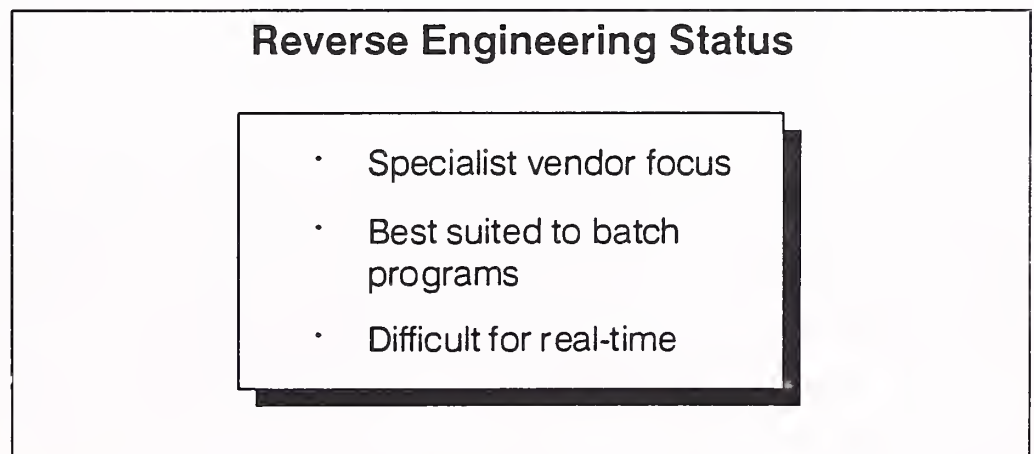 Reverse Engineering Status
· Specialist vendor focus
· Best suited to batch
programs
· Difficult for real-time